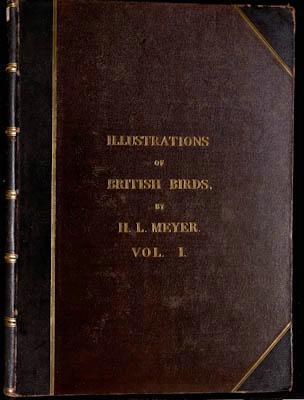 ILLUSTRATIONS
OF
BRITISH BIRDS,
BY
H. L. MEYER.
VOL. I.